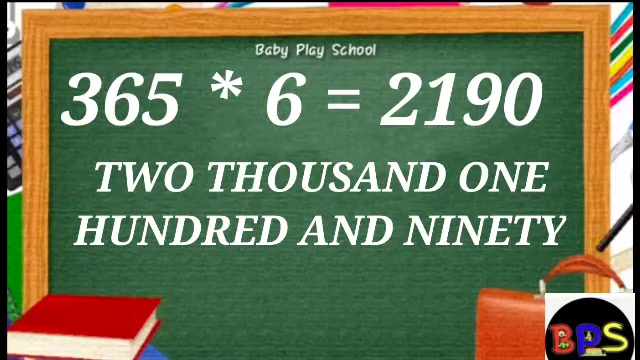 Baby Play School
365 * 6 = 2190
TWO THOUSAND ONE
HUNDRED AND NINETY
BPS